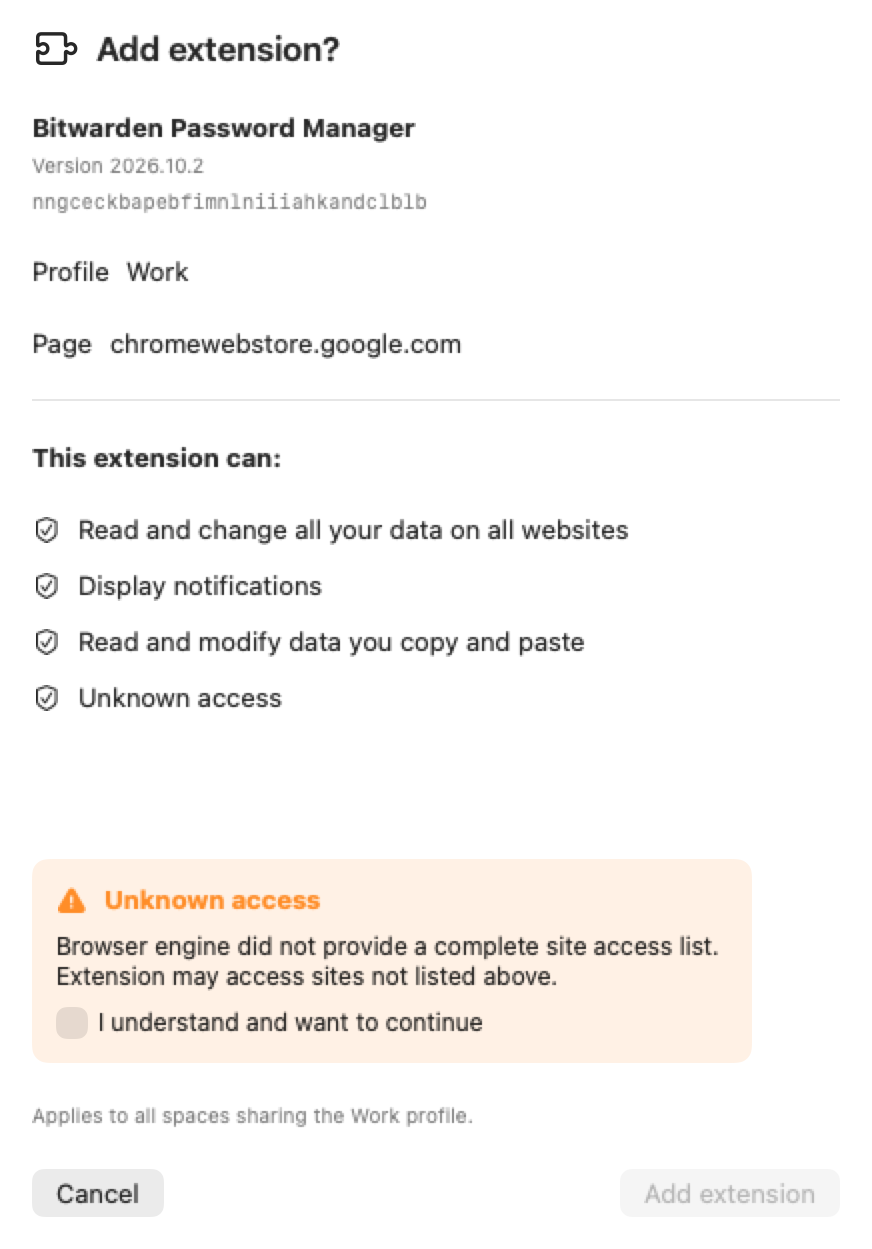 Add extension?
Bitwarden Password Manager
Version 2026.10.2
nngceckbapebfimnlniiiahkandclblb
Profile Work
Page chromewebstore.google.com
This extension can:
Read and change all your data on all websites
Display notifications
Read and modify data you copy and paste
Unknown access
Unknown access
Browser engine did not provide a complete site access list.
Extension may access sites not listed above.
I understand and want to continue
Applies to all spaces sharing the Work profile.
Cancel
Add extension